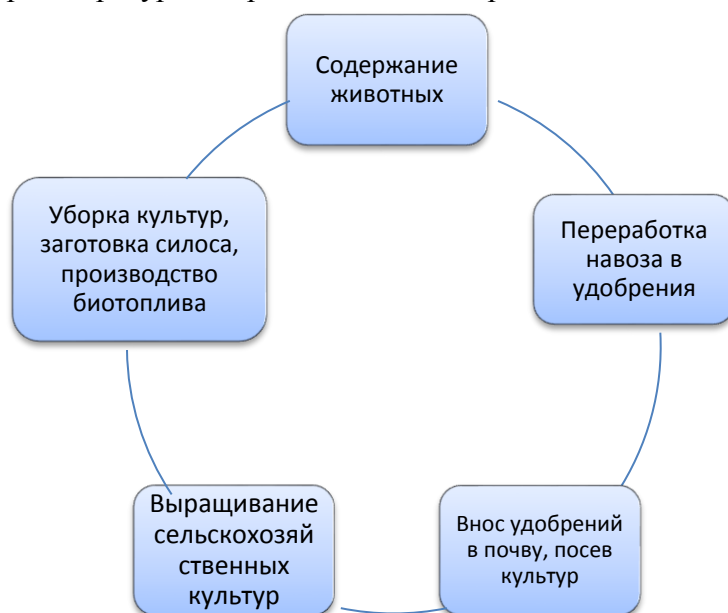 Содержание
животных
Переработка
навоза в
удобрения
Внос удобрений
в почву, посев
культур
Выращивание
сельскохозяй
ственных
культур
Уборка культур,
заготовка силоса,
производство
биотоплива